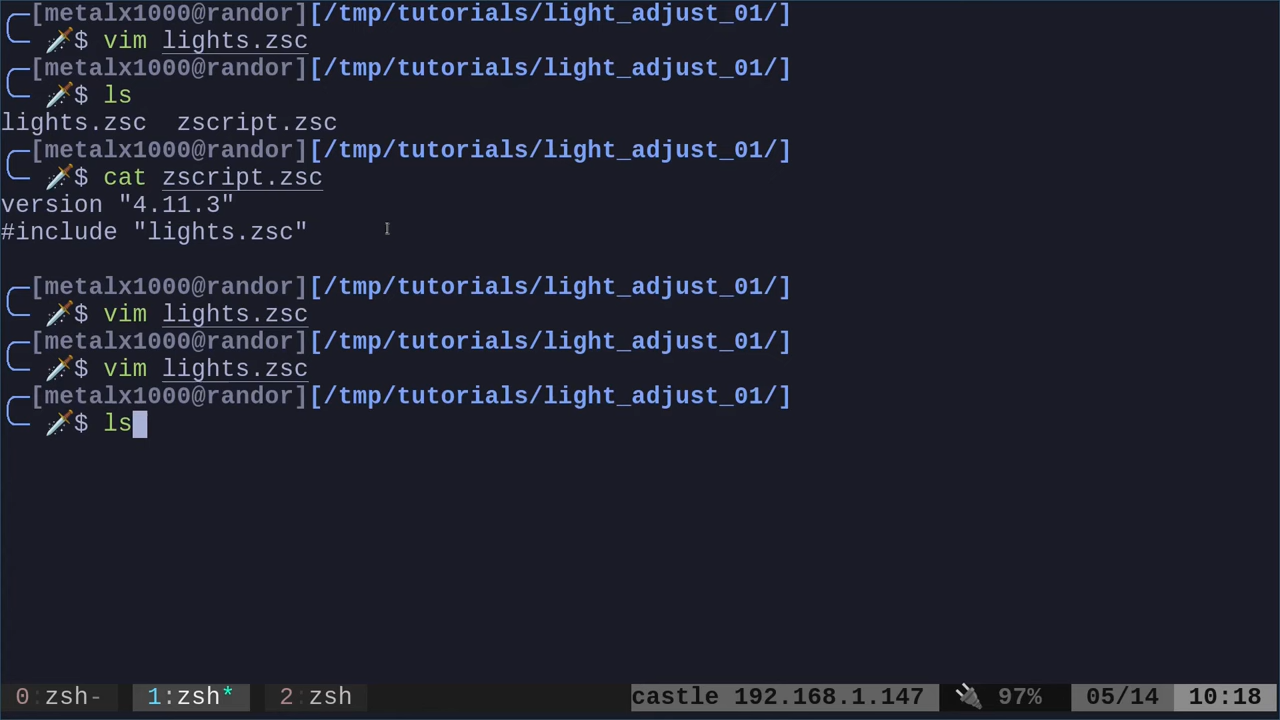 [metalx1000@randor][/tmp/tutorials/light_adjust_01/]
$ vim lights.zsc
[metalx1000@randor][/tmp/tutorials/light_adjust_01/]
$ ls
lights.zsc  zscript.zsc
[metalx1000@randor][/tmp/tutorials/light_adjust_01/]
$ cat zscript.zsc
version "4.11.3"
#include "lights.zsc"
[metalx1000@randor][/tmp/tutorials/light_adjust_01/]
$ vim lights.zsc
[metalx1000@randor][/tmp/tutorials/light_adjust_01/]
$ vim lights.zsc
[metalx1000@randor][/tmp/tutorials/light_adjust_01/]
$ ls
0:zsh-  1:zsh*  2:zsh  castle 192.168.1.147  97%  05/14  10:18